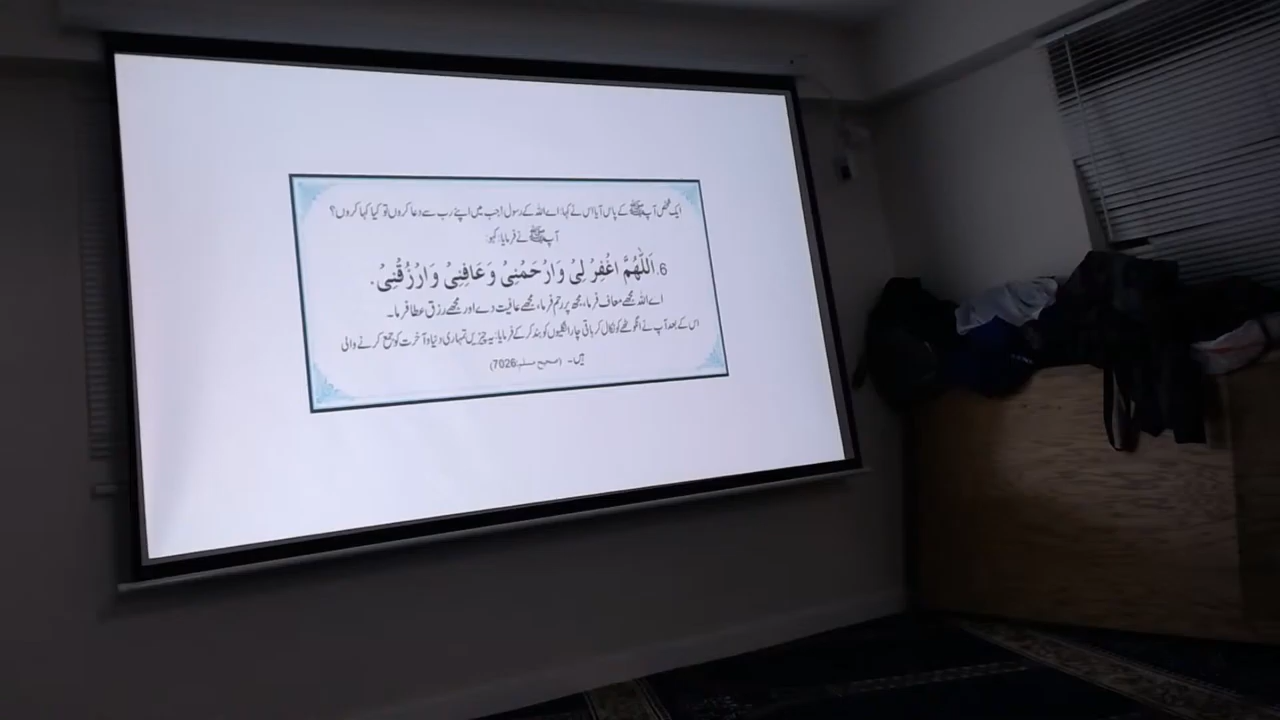 ایک شخص آپ ﷺ کے پاس آیا اس نے کہا: اے اللہ کے رسول! جب میں اپنے رب سے دعا کروں تو کیا کہا کروں؟
آپ ﷺ نے فرمایا: کہو:
6. اَللّٰهُمَّ اغْفِرْ لِيْ وَارْحَمْنِيْ وَعَافِنِيْ وَارْزُقْنِيْ.
اے اللہ مجھے معاف فرما، مجھ پر رحم فرما، مجھے عافیت دے اور مجھے رزق عطا فرما۔
اس کے بعد آپ نے انگوٹھے کو نکال کر باقی چار انگلیوں کو بند کر کے فرمایا: یہ چیزیں تمہاری دنیا و آخرت کو جمع کرنے والی
ہیں۔ (صحیح مسلم:7026)